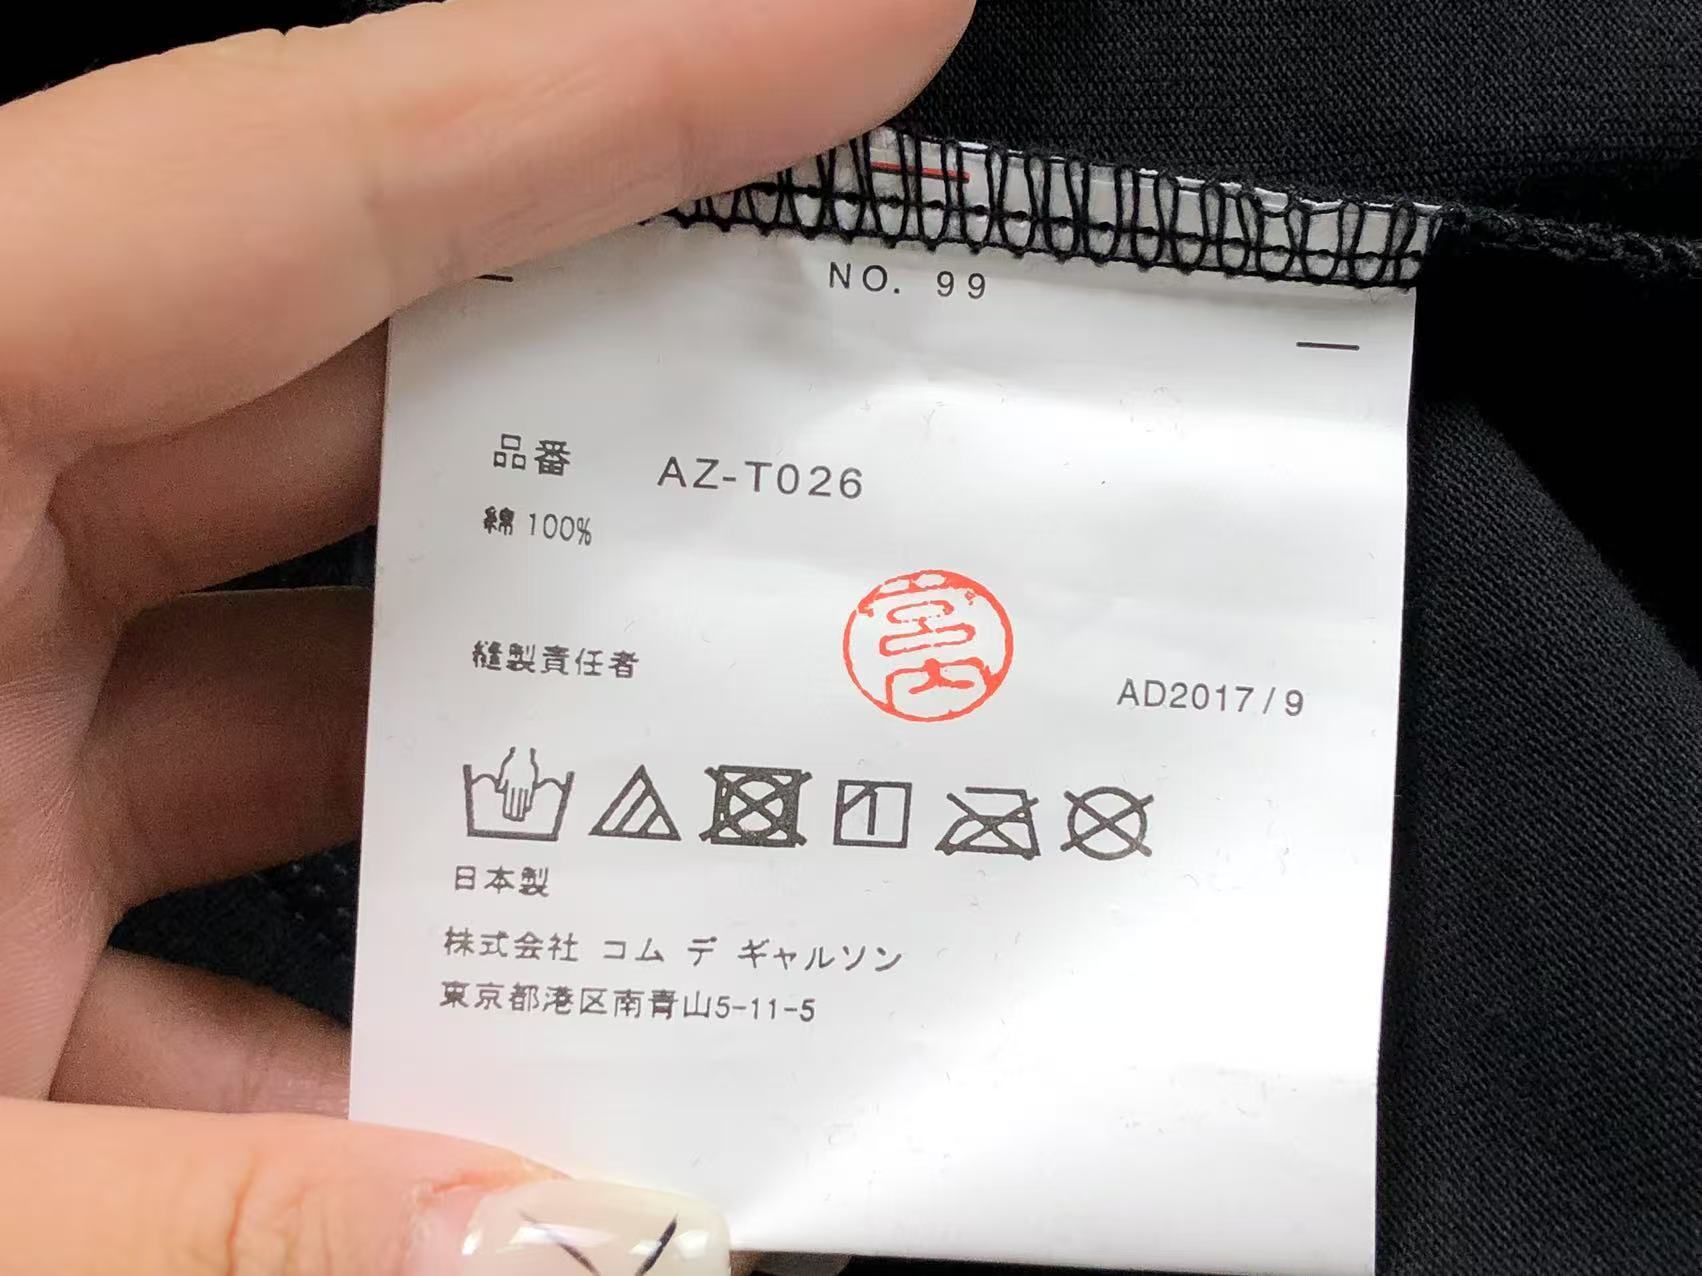 NO. 99
品番 AZ-T026
綿 100%
縫製責任者
AD2017/9
日本製
株式会社 コム デ ギャルソン
東京都港区南青山5-11-5